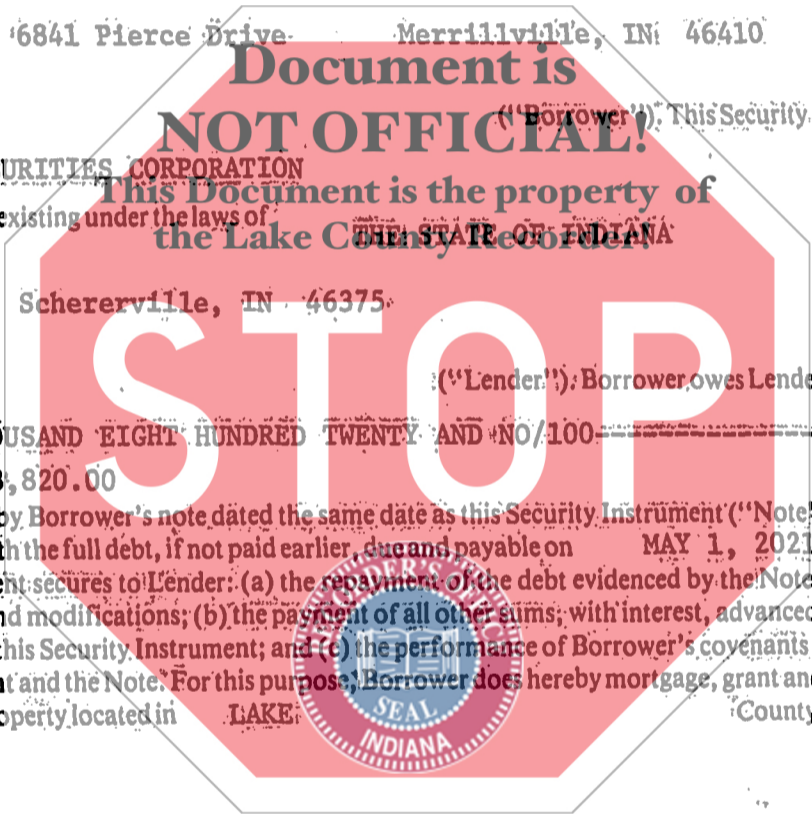 6841 Pierce Drive Merrillville, IN 46410
Document is
NOT OFFICIAL!
("Borrower"). This Security
URITIES CORPORATION
This Document is the property of
existing under the laws of THE STATE OF INDIANA
the Lake County Recorder!
Schererville, IN 46375
STOP
("Lender"). Borrower owes Lende
USAND EIGHT HUNDRED TWENTY AND NO/100
,820.00
by Borrower's note dated the same date as this Security Instrument ("Note"
the full debt, if not paid earlier, due and payable on MAY 1, 2021
nt secures to Lender: (a) the repayment of the debt evidenced by the Note
d modifications; (b) the payment of all other sums, with interest, advance
this Security Instrument; and (c) the performance of Borrower's covenants
t and the Note. For this purpose, Borrower does hereby mortgage, grant an
operty located in LAKE County
SEAL
INDIANA